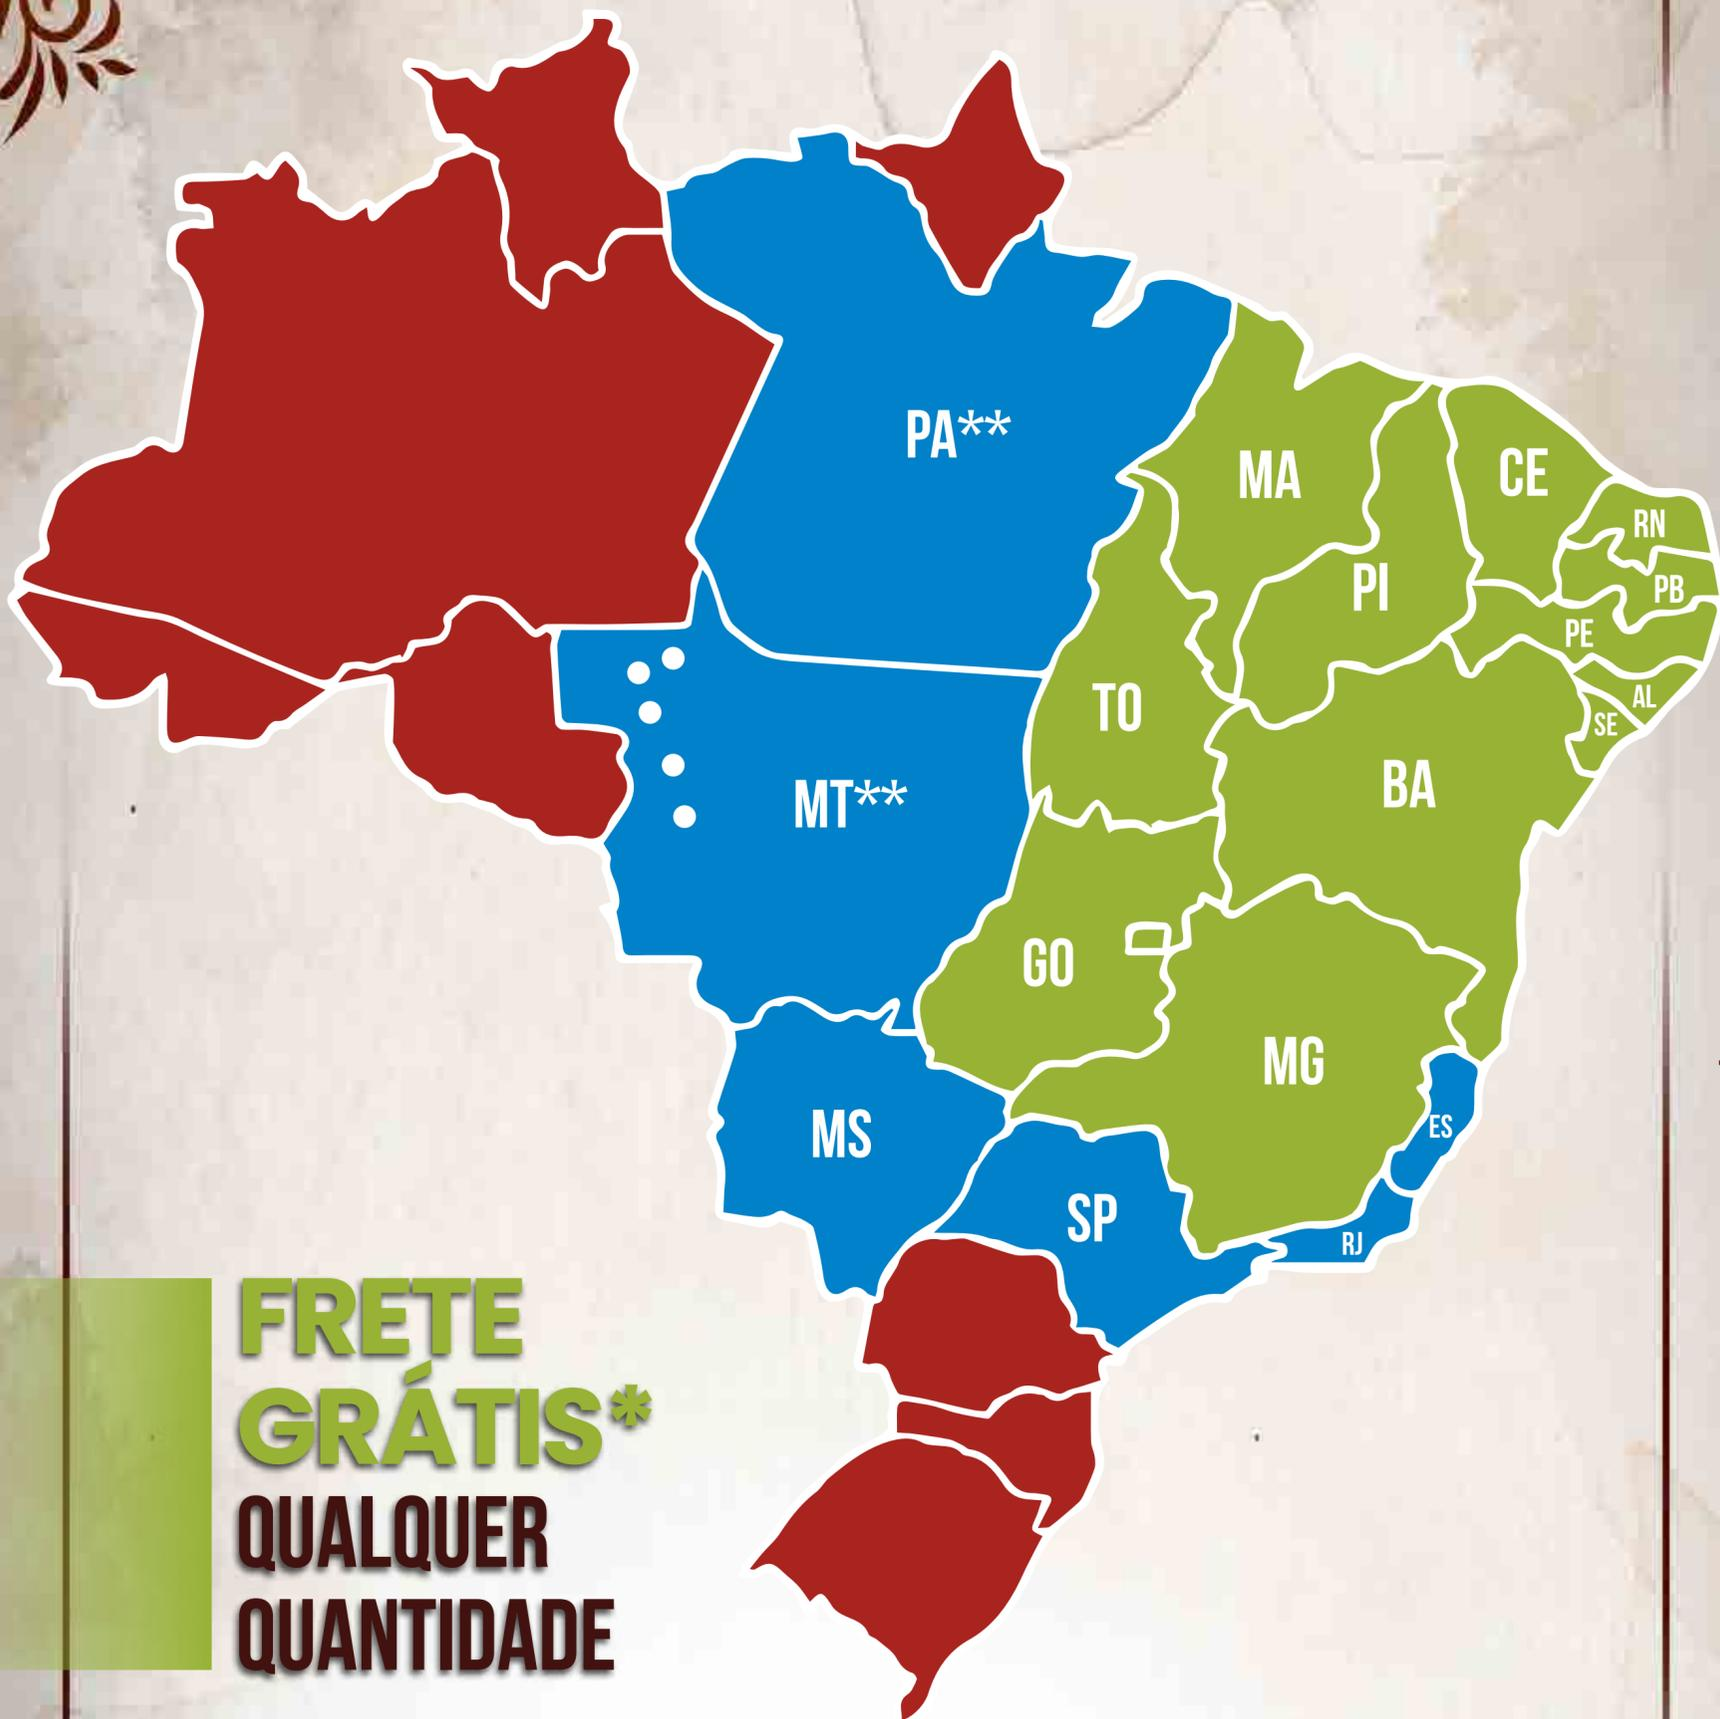 PA**
MA
CE
RN
PI
PB
PE
TO
AL
SE
MT**
BA
GO
MG
MS
ES
SP
RJ
FRETE
GRÁTIS*
QUALQUER
QUANTIDADE